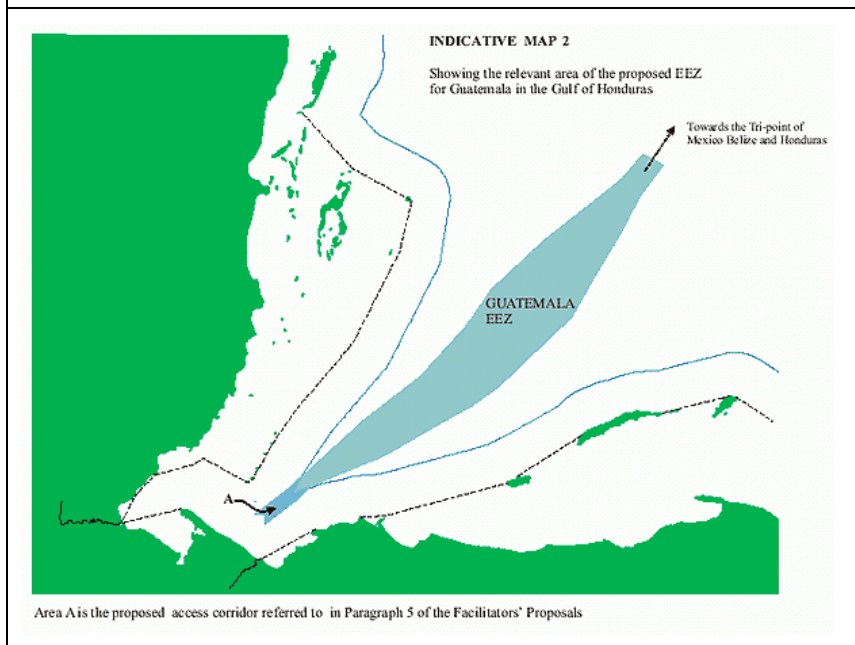 INDICATIVE MAP 2
Showing the relevant area of the proposed EEZ
for Guatemala in the Gulf of Honduras
Towards the Tri-point of
Mexico Belize and Honduras
GUATEMALA
EEZ
A
Area A is the proposed access corridor referred to in Paragraph 5 of the Facilitators' Proposals